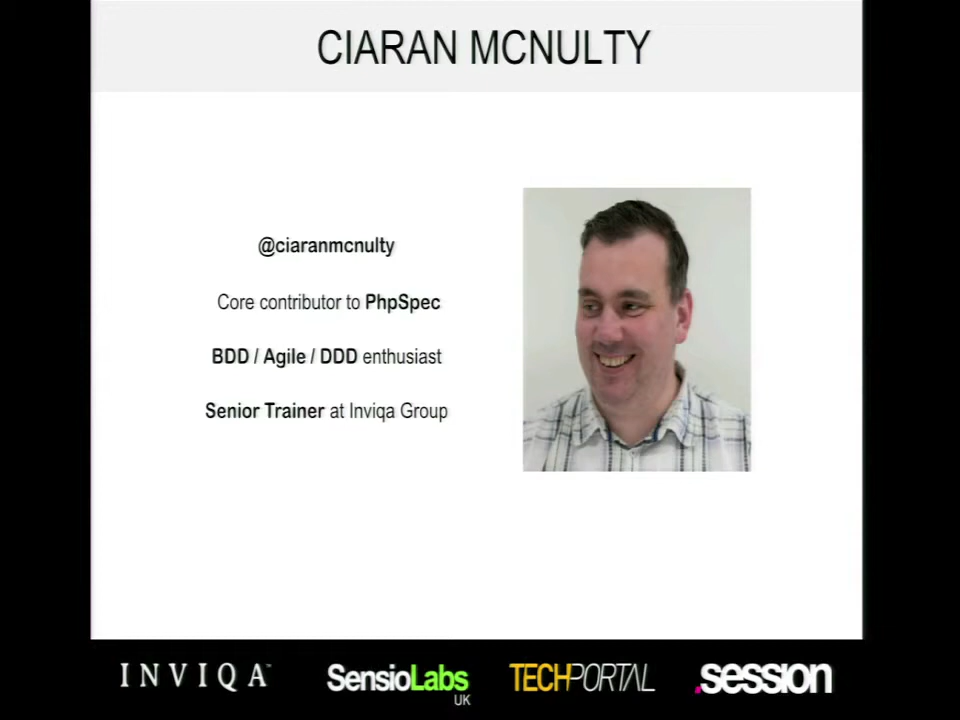 CIARAN MCNULTY
@ciaranmcnulty
Core contributor to PhpSpec
BDD / Agile / DDD enthusiast
Senior Trainer at Inviqa Group
INVIQA™
SensioLabs
UK
TECHPORTAL
.session